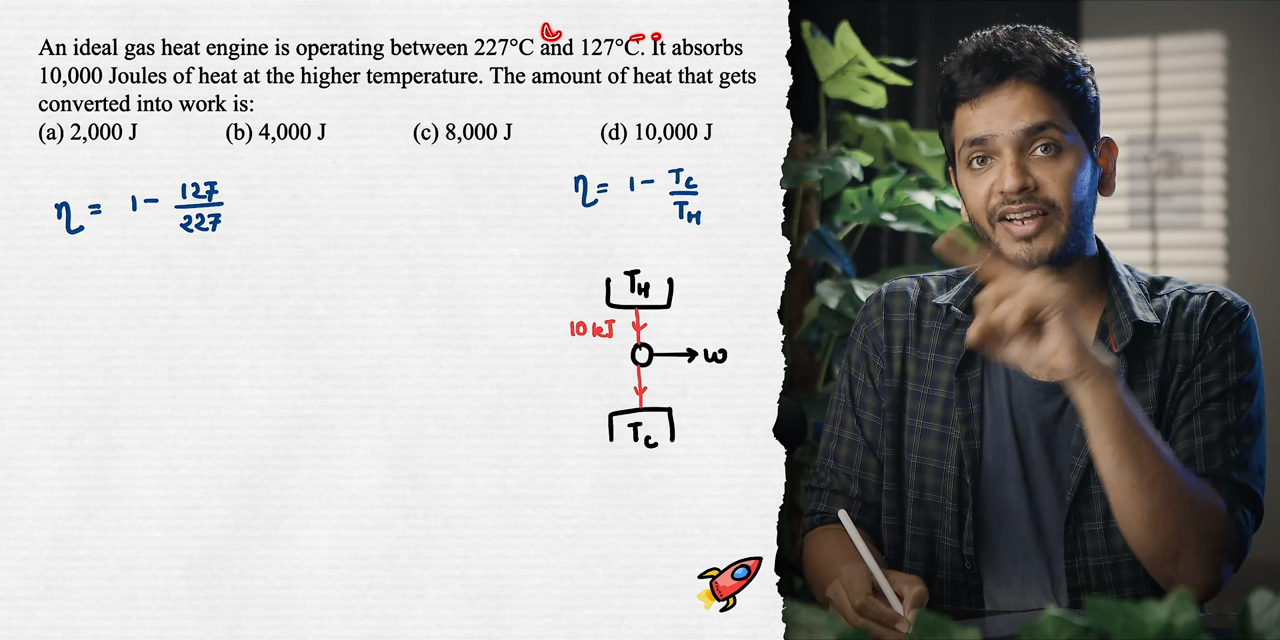 An ideal gas heat engine is operating between 227°C and 127°C. It absorbs
10,000 Joules of heat at the higher temperature. The amount of heat that gets
converted into work is:
(a) 2,000 J (b) 4,000 J (c) 8,000 J (d) 10,000 J
η = 1 - 127/227
η = 1 - Tc/TH
TH
10 kJ
W
Tc